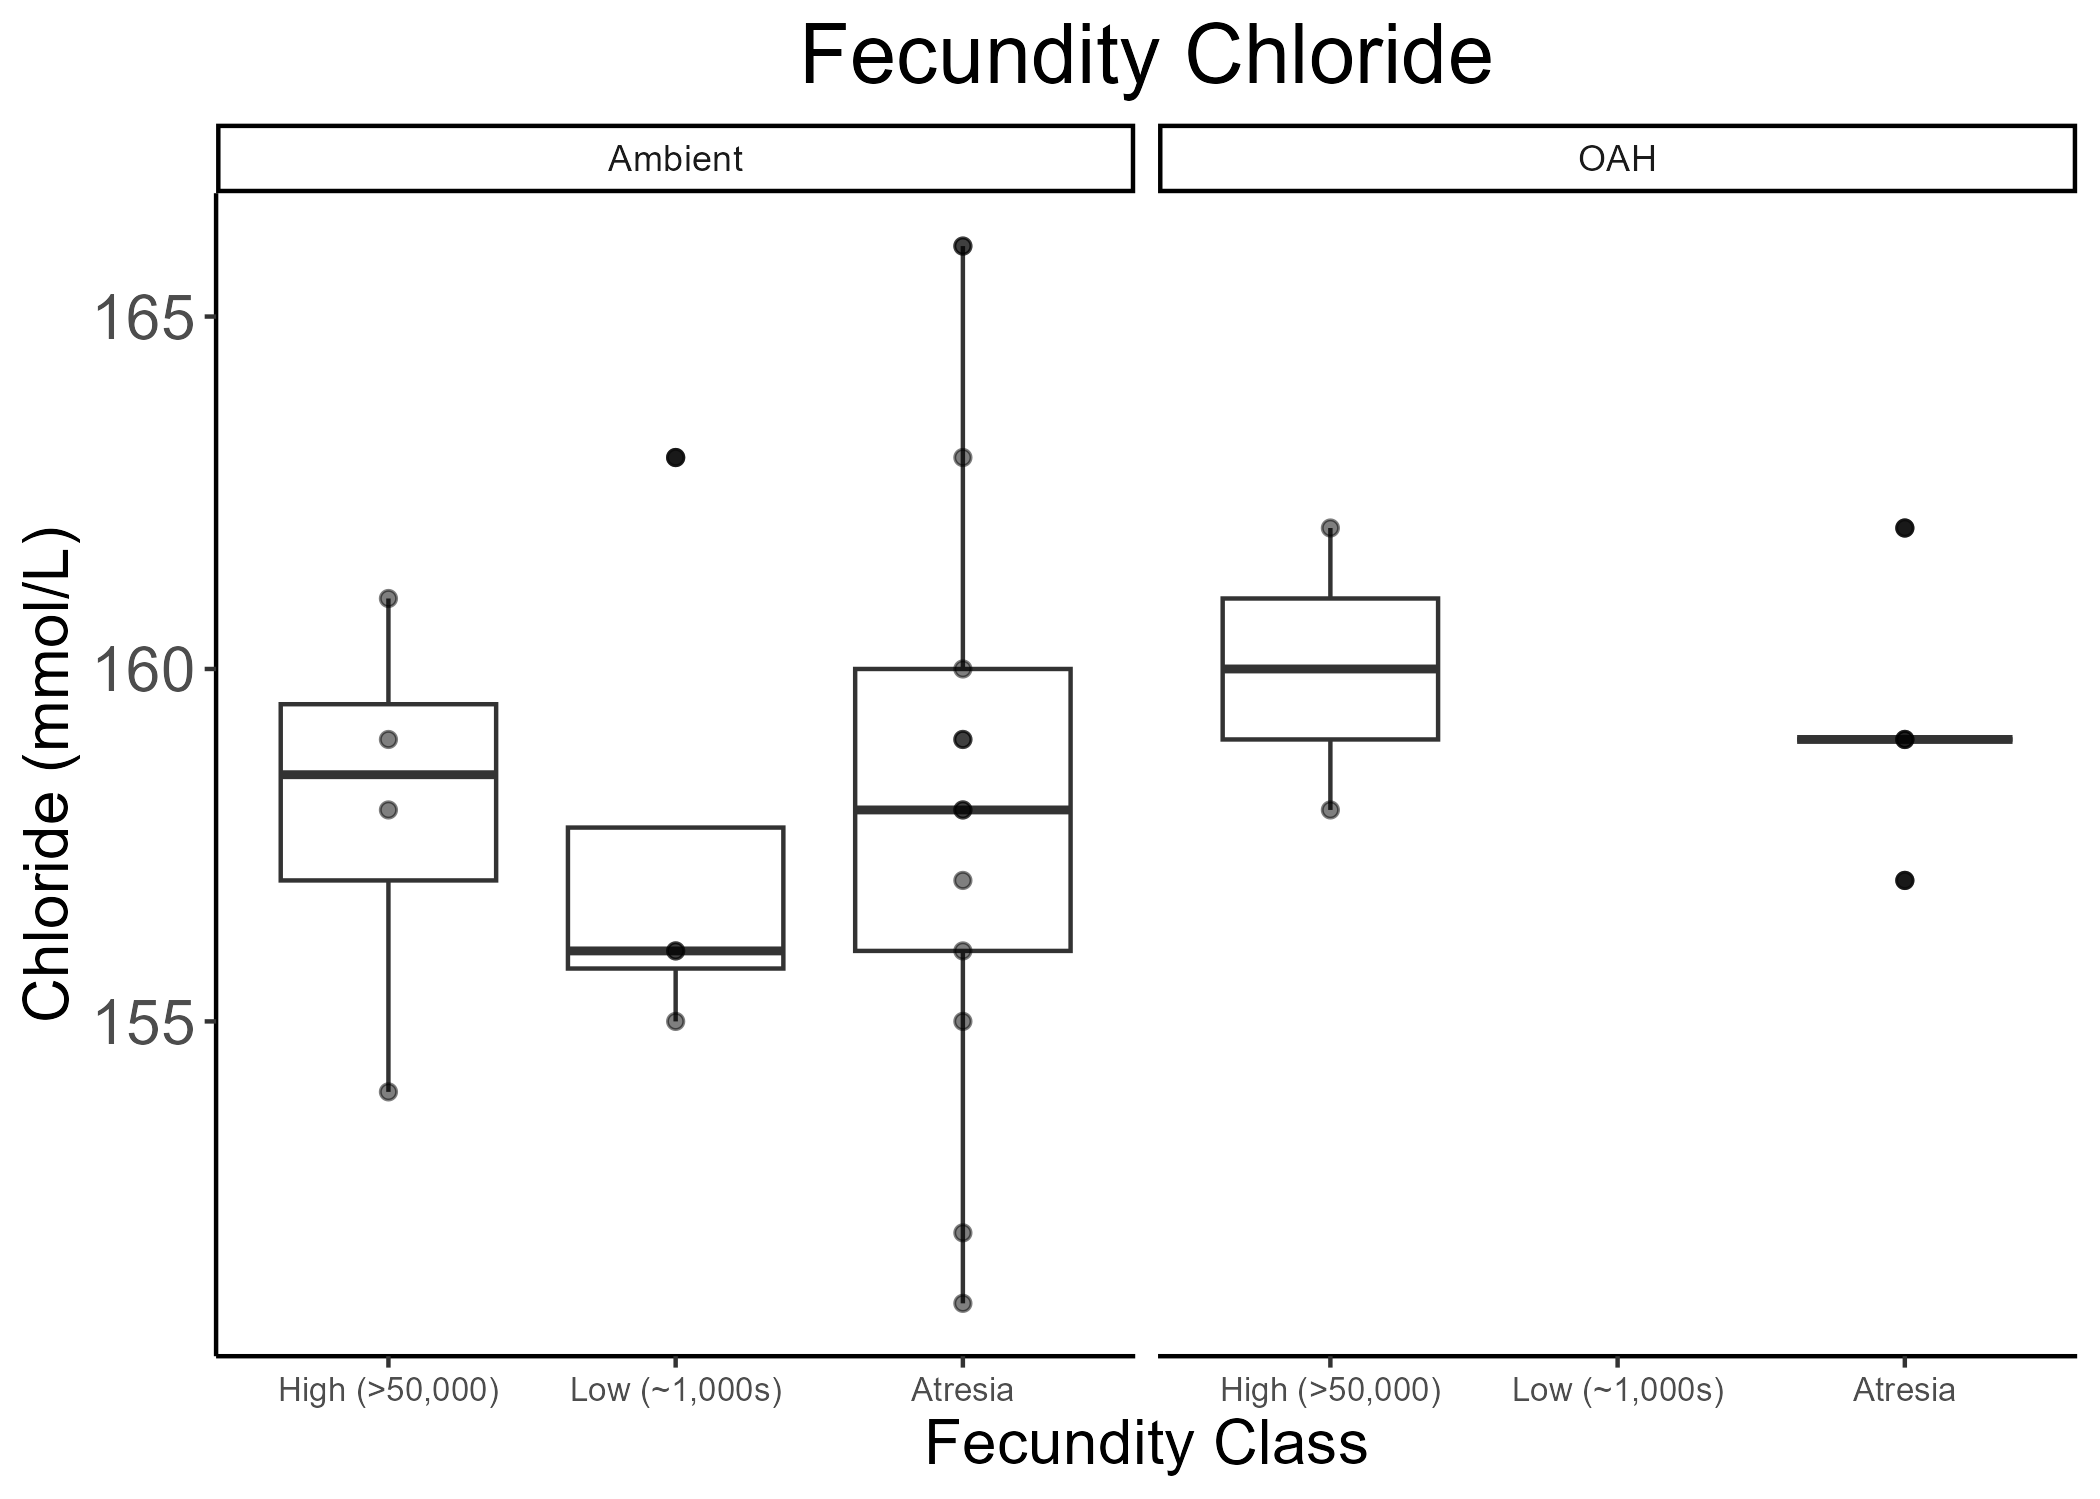 Fecundity Chloride
Ambient
OAH
Chloride (mmol/L)
165
160
155
High (>50,000)
Low (~1,000s)
Atresia
High (>50,000)
Low (~1,000s)
Atresia
Fecundity Class